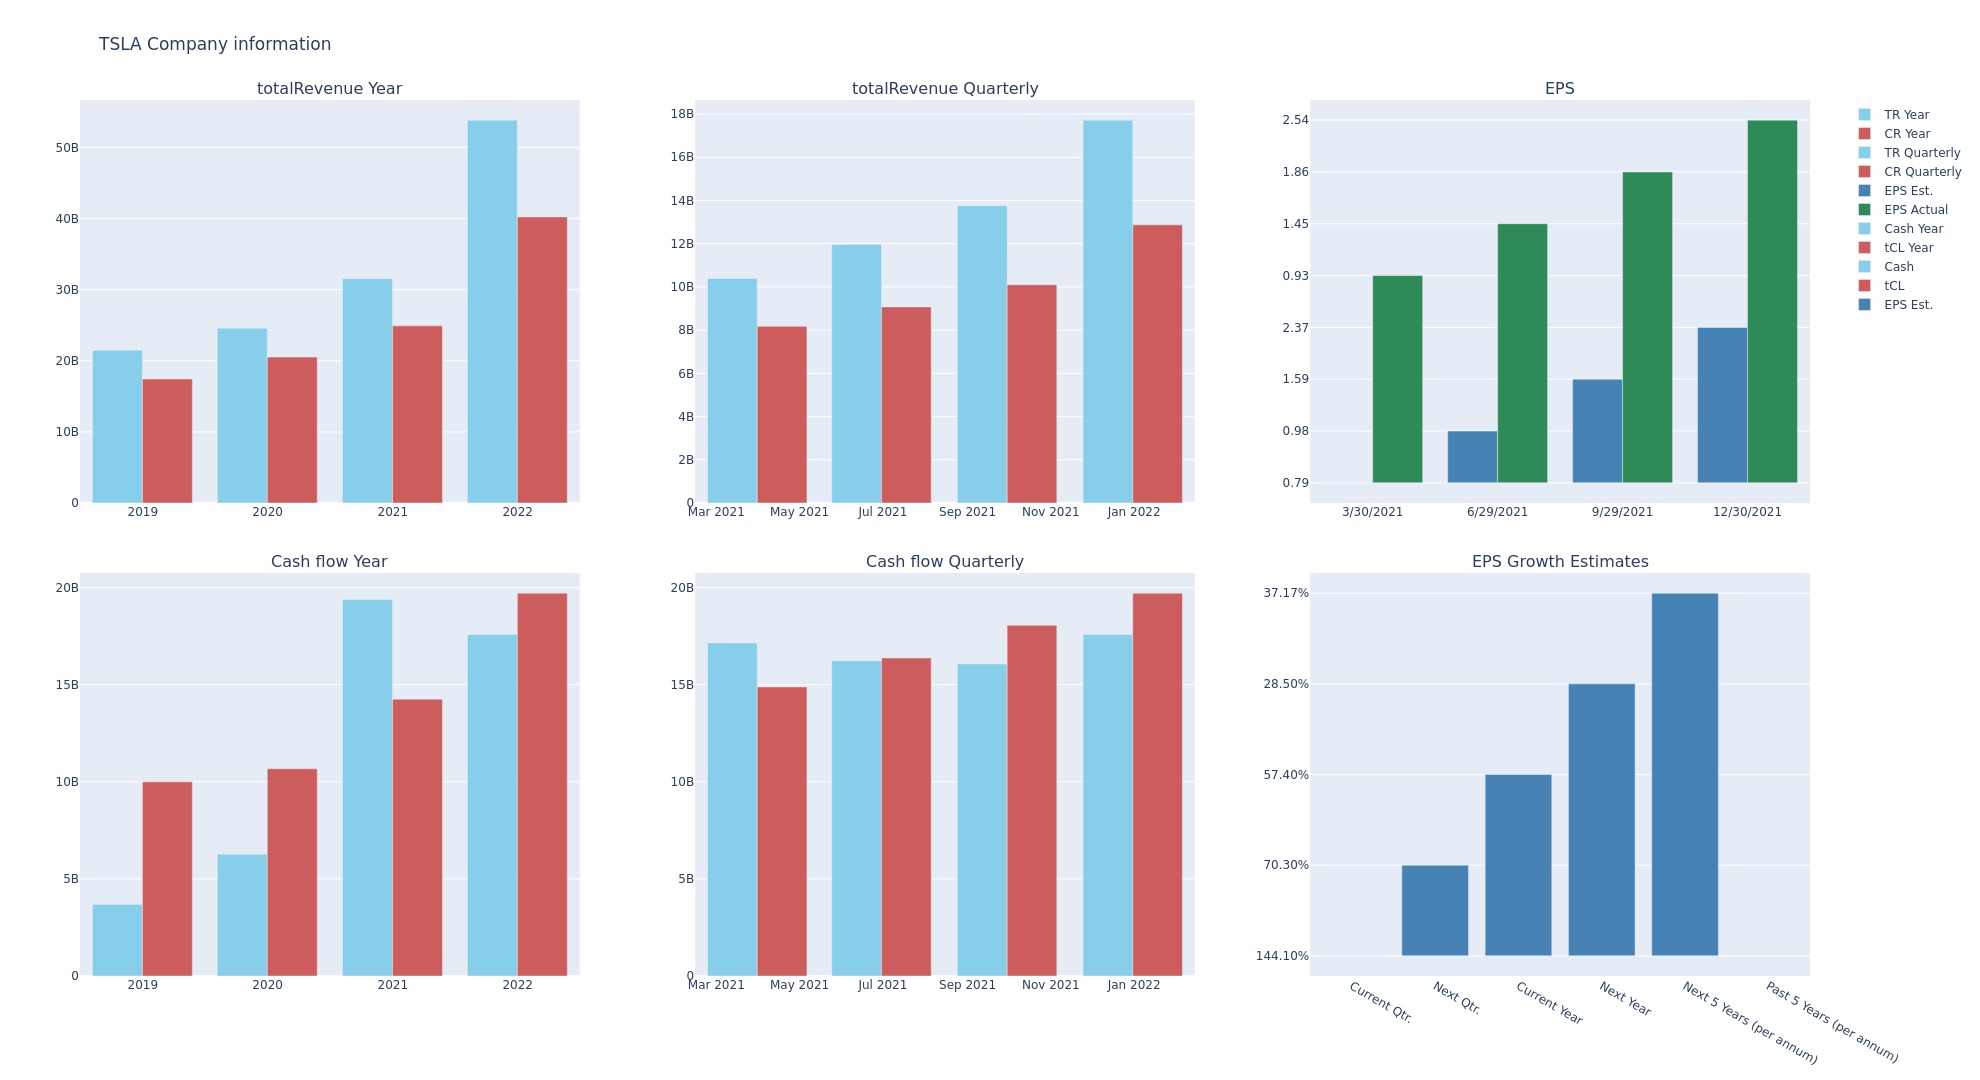 TSLA Company information
totalRevenue Year
50B
40B
30B
20B
10B
0
2019 2020 2021 2022
totalRevenue Quarterly
18B
16B
14B
12B
10B
8B
6B
4B
2B
0
Mar 2021 May 2021 Jul 2021 Sep 2021 Nov 2021 Jan 2022
EPS
2.54
1.86
1.45
0.93
2.37
1.59
0.98
0.79
3/30/2021 6/29/2021 9/29/2021 12/30/2021
TR Year
CR Year
TR Quarterly
CR Quarterly
EPS Est.
EPS Actual
Cash Year
tCL Year
Cash
tCL
EPS Est.
Cash flow Year
20B
15B
10B
5B
0
2019 2020 2021 2022
Cash flow Quarterly
20B
15B
10B
5B
0
Mar 2021 May 2021 Jul 2021 Sep 2021 Nov 2021 Jan 2022
EPS Growth Estimates
37.17%
28.50%
57.40%
70.30%
144.10%
Current Qtr.
Next Qtr.
Current Year
Next Year
Next 5 Years (per annum)
Past 5 Years (per annum)